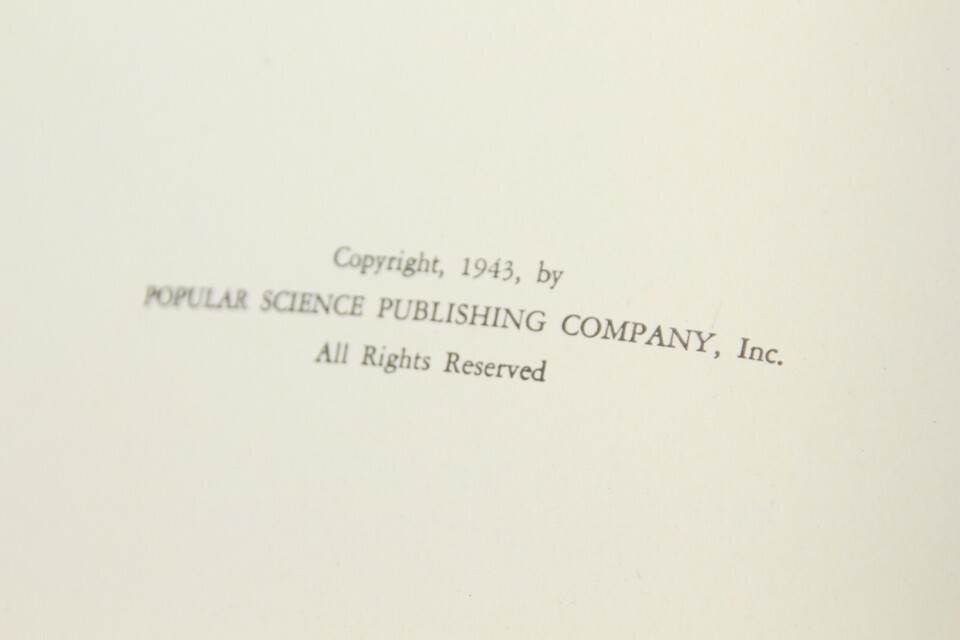 Copyright, 1943, by
POPULAR SCIENCE PUBLISHING COMPANY, Inc.
All Rights Reserved